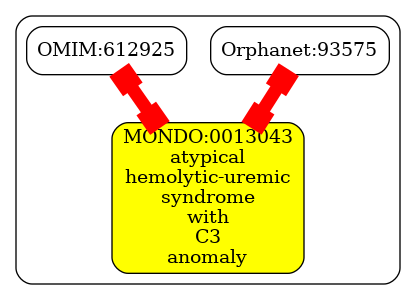 OMIM:612925
Orphanet:93575
MONDO:0013043
atypical
hemolytic-uremic
syndrome
with
C3
anomaly